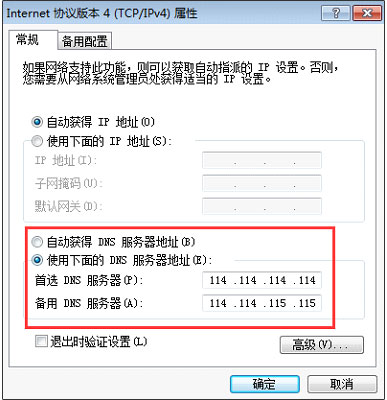 Internet 协议版本 4 (TCP/IPv4) 属性
常规
备用配置
如果网络支持此功能，则可以获取自动指派的 IP 设置。否则，
您需要从网络系统管理员处获得适当的 IP 设置。
自动获得 IP 地址(O)
使用下面的 IP 地址(S):
IP 地址(I):
子网掩码(U):
默认网关(D):
自动获得 DNS 服务器地址(B)
使用下面的 DNS 服务器地址(E):
首选 DNS 服务器(P): 114 .114 .114 .114
备用 DNS 服务器(A): 114 .114 .115 .115
退出时验证设置(L)
高级(V)...
确定
取消